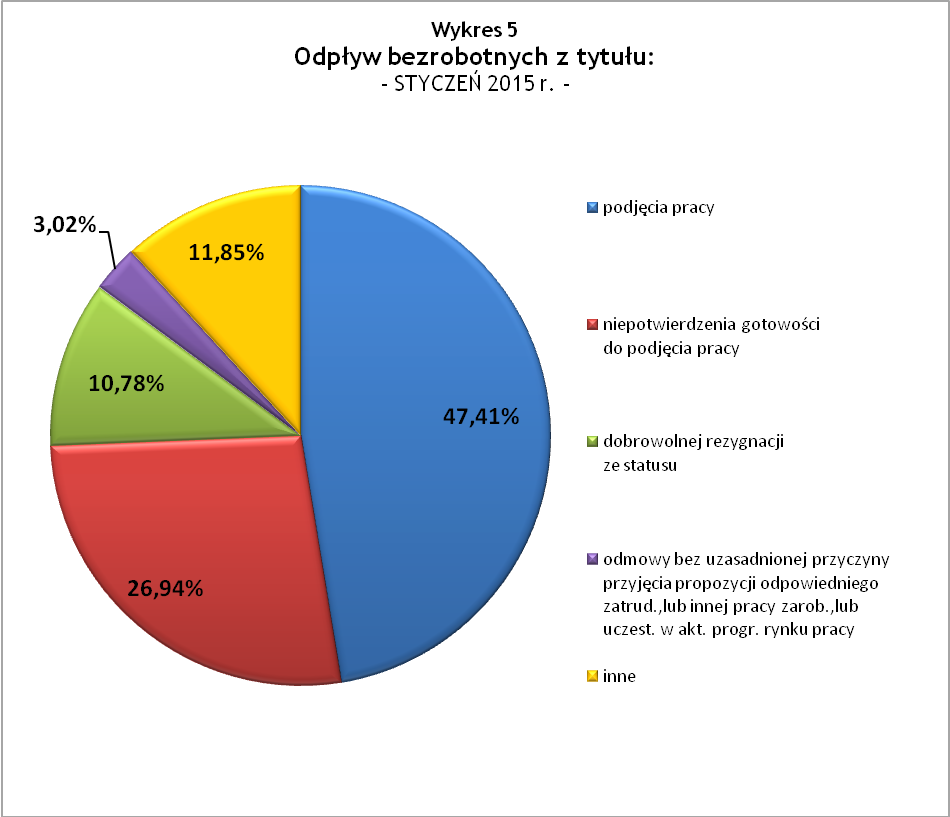 Wykres 5
Odpływ bezrobotnych z tytułu:
- STYCZEŃ 2015 r. -
3,02%
11,85%
10,78%
47,41%
26,94%
podjęcia pracy
niepotwierdzenia gotowości
do podjęcia pracy
dobrowolnej rezygnacji
ze statusu
odmowy bez uzasadnionej przyczyny
przyjęcia propozycji odpowiedniego
zatrud.,lub innej pracy zarob.,lub
uczest. w akt. progr. rynku pracy
inne